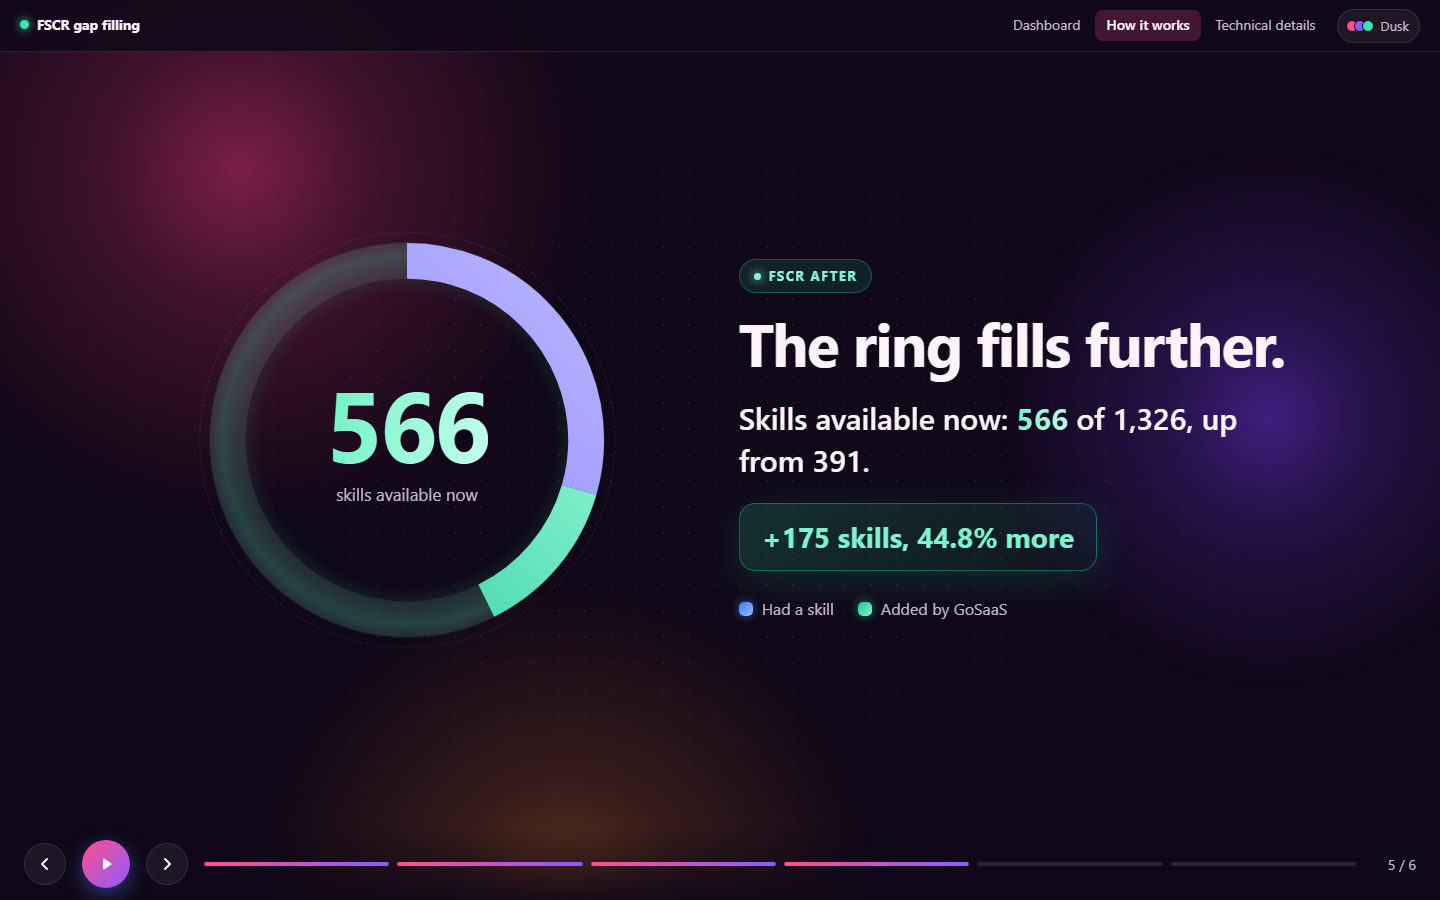 FSCR gap filling
Dashboard
How it works
Technical details
Dusk
566
skills available now
FSCR AFTER
The ring fills further.
Skills available now: 566 of 1,326, up
from 391.
+175 skills, 44.8% more
Had a skill
Added by GoSaaS
5 / 6